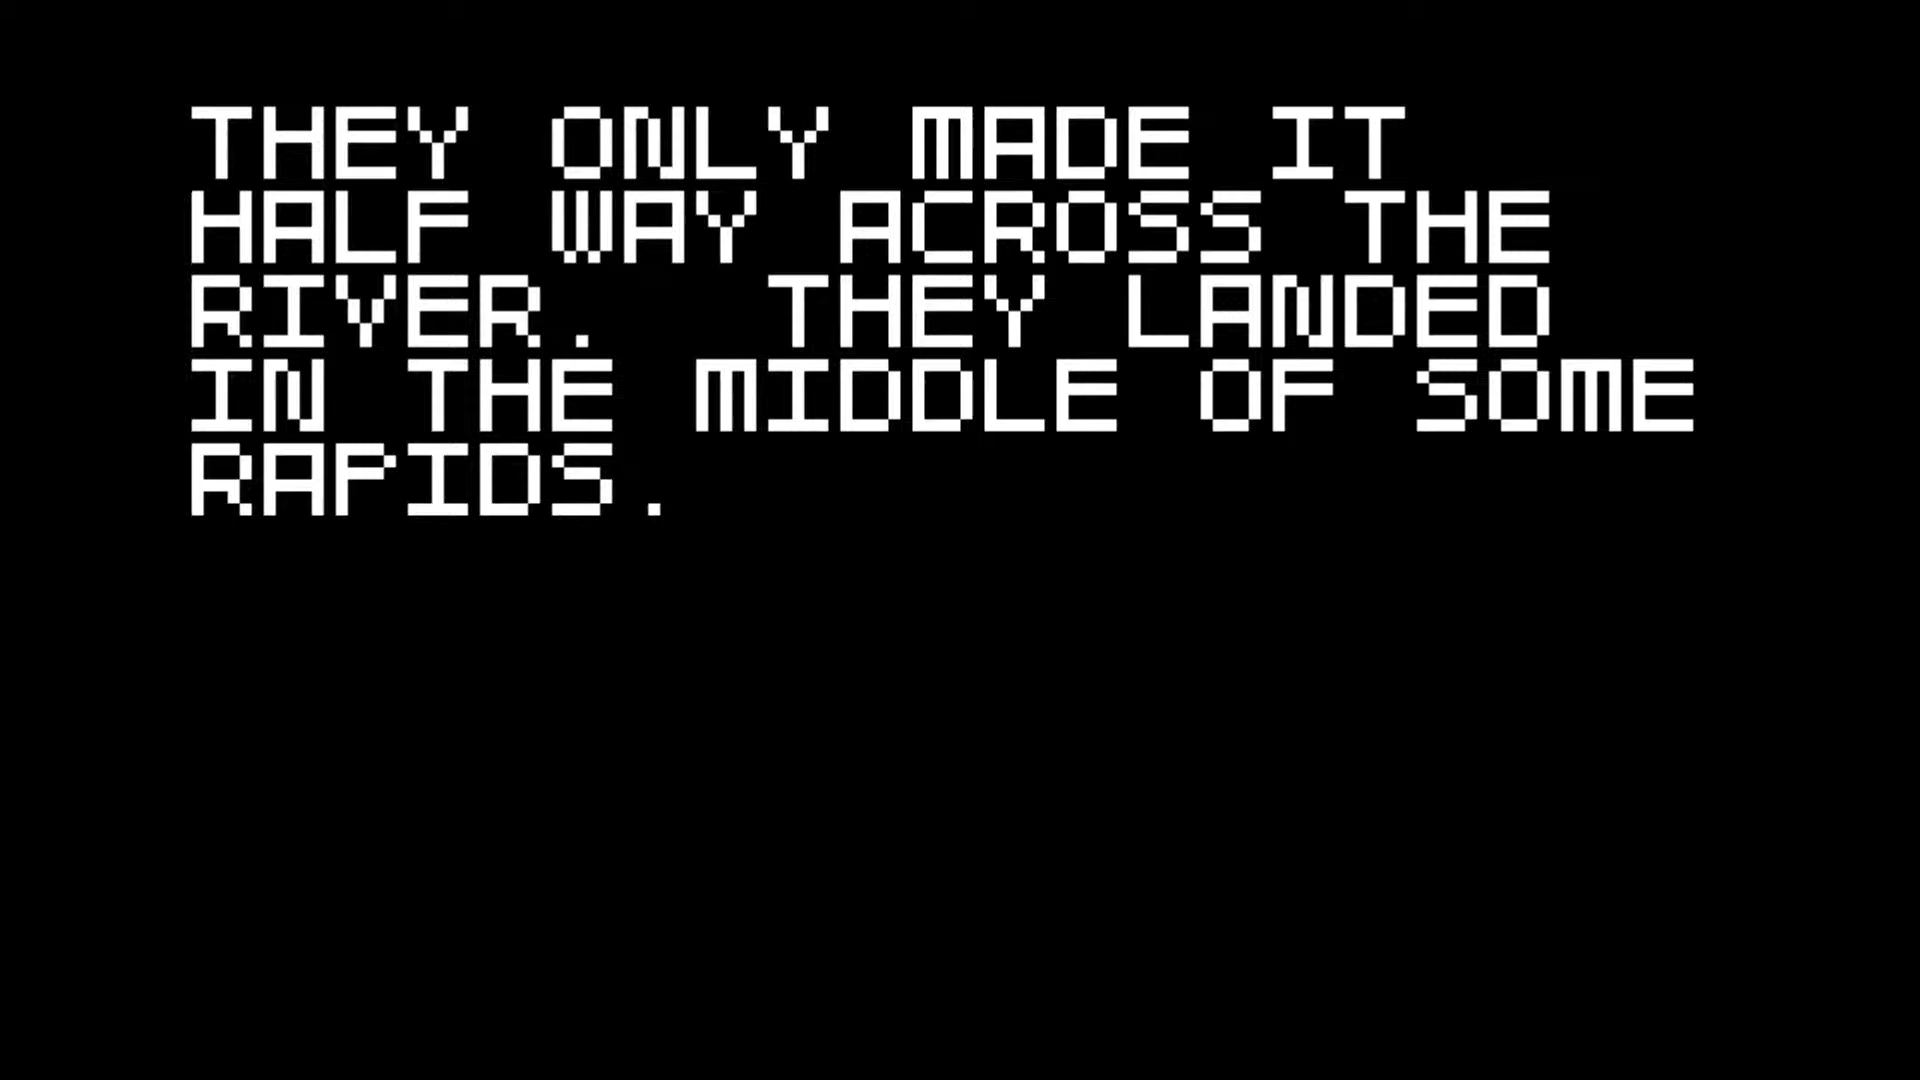 THEY ONLY MADE IT
HALF WAY ACROSS THE
RIVER.  THEY LANDED
IN THE MIDDLE OF SOME
RAPIDS.